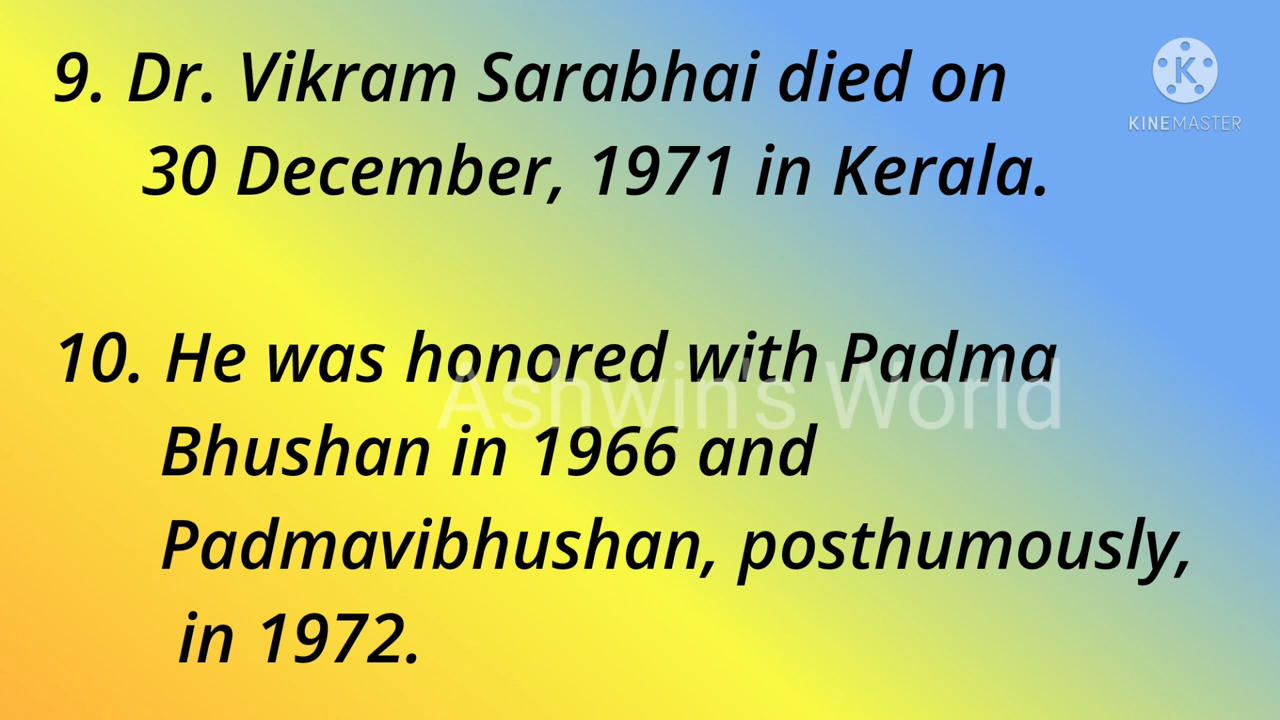 9. Dr. Vikram Sarabhai died on
30 December, 1971 in Kerala.
K
KINEMASTER
10. He was honored with Padma
Ashwin's World
Bhushan in 1966 and
Padmavibhushan, posthumously,
in 1972.